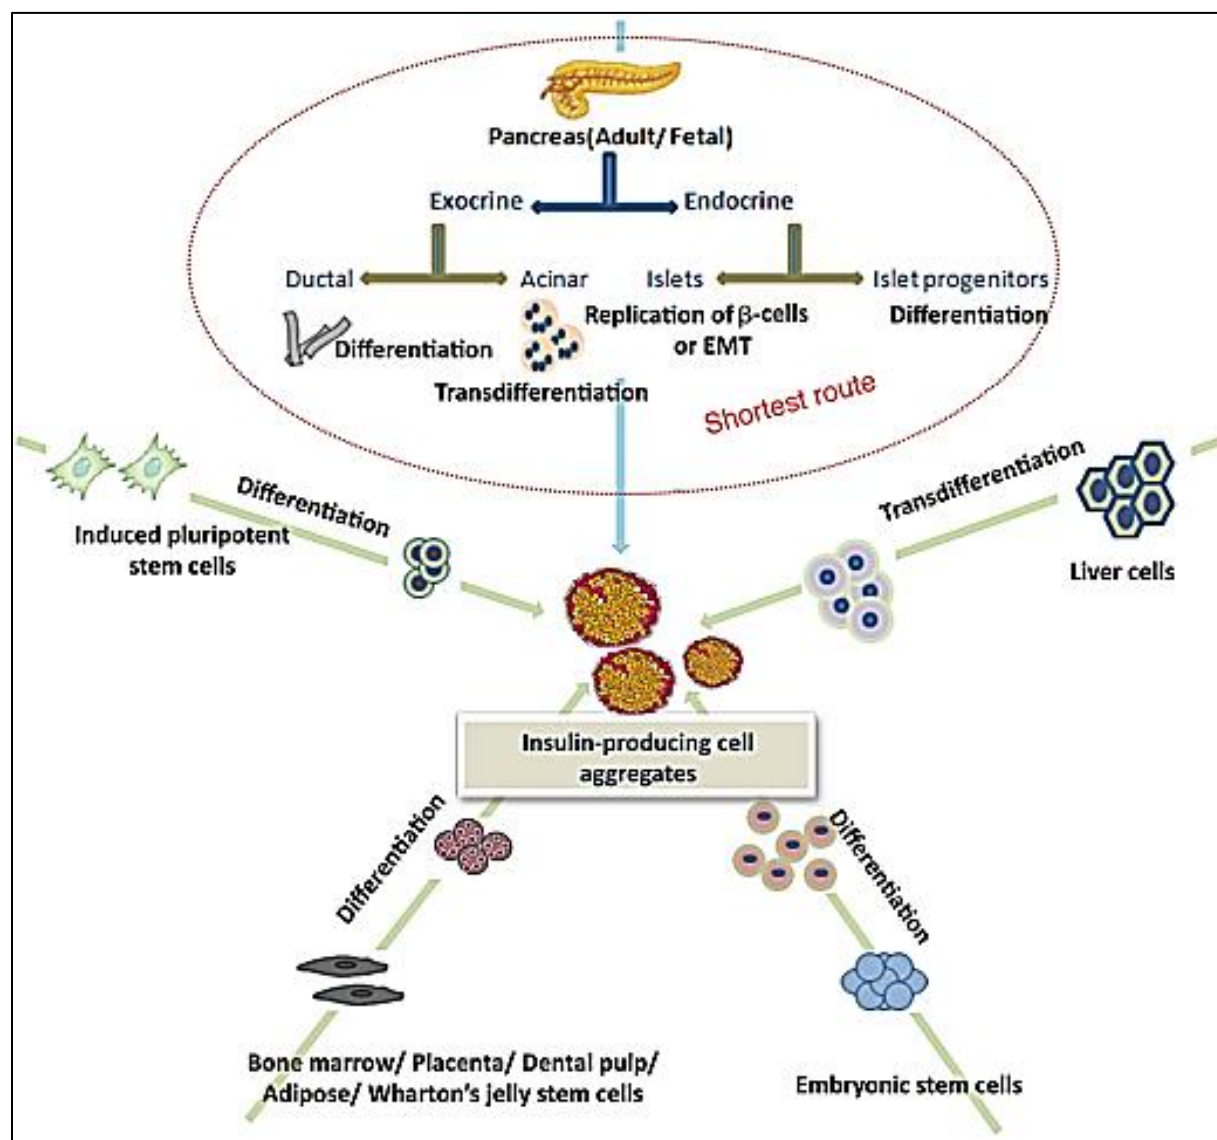 Pancreas(Adult/ Fetal)
Exocrine
Endocrine
Ductal
Acinar
Islets
Islet progenitors
Differentiation
Transdifferentiation
Replication of β-cells
or EMT
Differentiation
Shortest route
Differentiation
Induced pluripotent
stem cells
Transdifferentiation
Liver cells
Insulin-producing cell
aggregates
Differentiation
Bone marrow/ Placenta/ Dental pulp/
Adipose/ Wharton's jelly stem cells
Differentiation
Embryonic stem cells